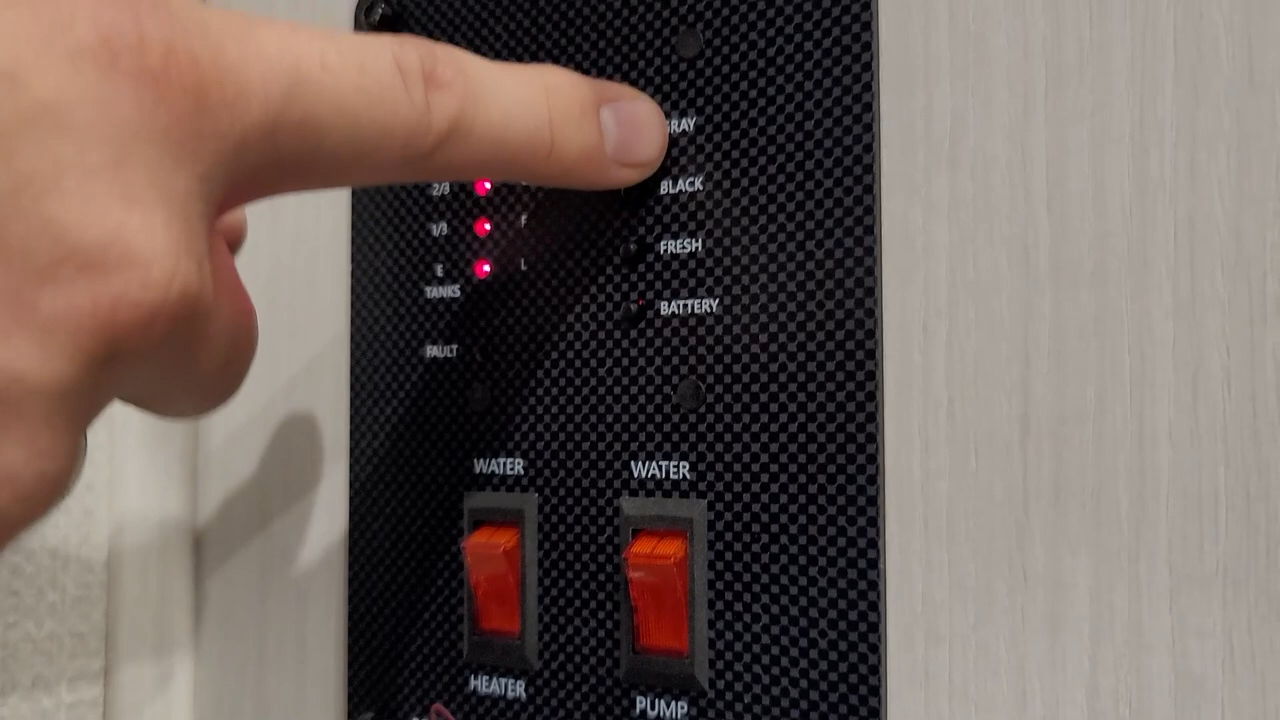 GRAY
2/3
BLACK
1/3
F
FRESH
E
L
TANKS
BATTERY
FAULT
WATER
WATER
HEATER
PUMP